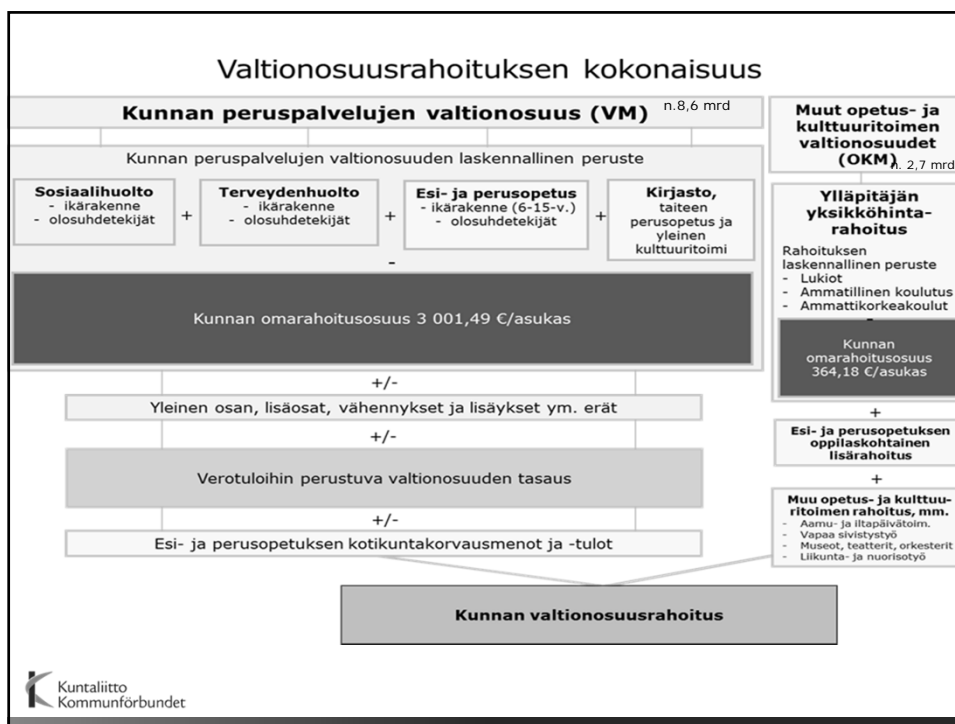 Valtionosuusrahoituksen kokonaisuus
Kunnan peruspalvelujen valtionosuus (VM) n.8,6 mrd
Kunnan peruspalvelujen valtionosuuden laskennallinen peruste
Sosiaalihuolto
- ikärakenne
- olosuhdetekijät
+
Terveydenhuolto
- ikärakenne
- olosuhdetekijät
+
Esi- ja perusopetus
- ikärakenne (6-15-v.)
- olosuhdetekijät
+
Kirjasto,
taiteen
perusopetus ja
yleinen
kulttuuritoimi
-
Kunnan omarahoitusosuus 3 001,49 €/asukas
+/-
Yleinen osan, lisäosat, vähennykset ja lisäykset ym. erät
+/-
Verotuloihin perustuva valtionosuuden tasaus
+/-
Esi- ja perusopetuksen kotikuntakorvausmenot ja -tulot
Muut opetus- ja
kulttuuritoimen
valtionosuudet
(OKM)
n. 2,7 mrd
Ylläpitäjän
yksikköhinta-
rahoitus
Rahoituksen
laskennallinen peruste
- Lukiot
- Ammatillinen koulutus
- Ammattikorkeakoulut
-
Kunnan
omarahoitusosuus
364,18 €/asukas
+
Esi- ja perusopetuksen
oppilaskohtainen
lisärahoitus
+
Muu opetus- ja kulttuu-
ritoimen rahoitus, mm.
- Aamu- ja iltapäivätoim.
- Vapaa sivistystyö
- Museot, teatterit, orkesterit
- Liikunta- ja nuorisotyö
Kunnan valtionosuusrahoitus
Kuntaliitto
Kommunförbundet